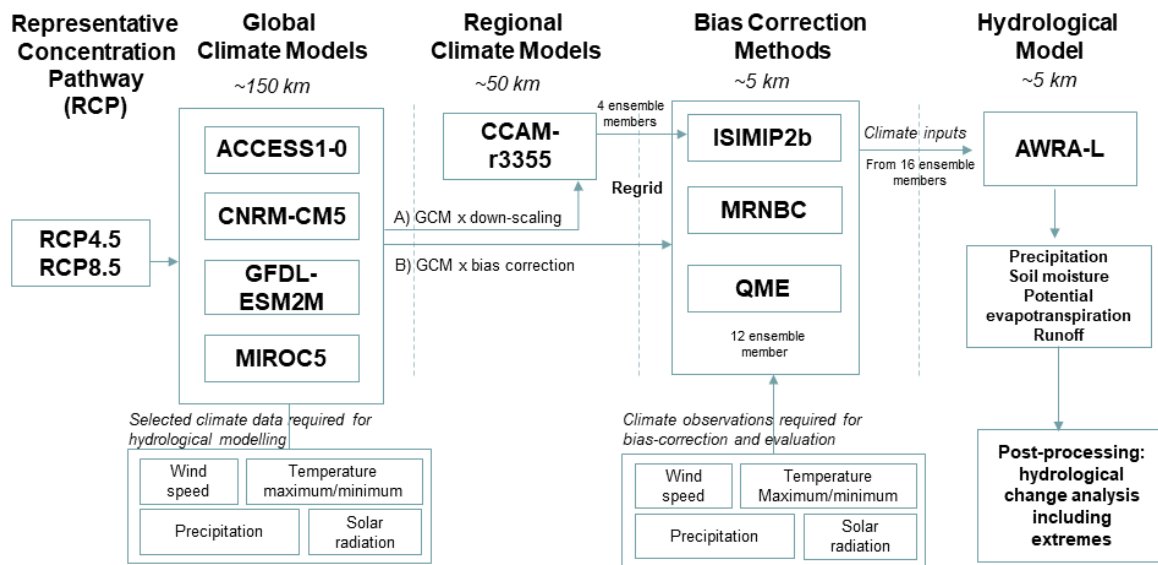 Representative
Concentration
Pathway
(RCP)
Global
Climate Models
~150 km
Regional
Climate Models
~50 km
Bias Correction
Methods
~5 km
Hydrological
Model
~5 km
RCP4.5
RCP8.5
ACCESS1-0
CNRM-CM5
GFDL-
ESM2M
MIROC5
CCAM-
r3355
4 ensemble
members
Regrid
A) GCM x down-scaling
B) GCM x bias correction
ISIMIP2b
MRNBC
QME
12 ensemble
member
Climate inputs
From 16 ensemble
members
AWRA-L
Precipitation
Soil moisture
Potential
evapotranspiration
Runoff
Post-processing:
hydrological
change analysis
including
extremes
Selected climate data required for
hydrological modelling
Wind
speed
Temperature
maximum/minimum
Precipitation
Solar
radiation
Climate observations required for
bias-correction and evaluation
Wind
speed
Temperature
Maximum/minimum
Precipitation
Solar
radiation